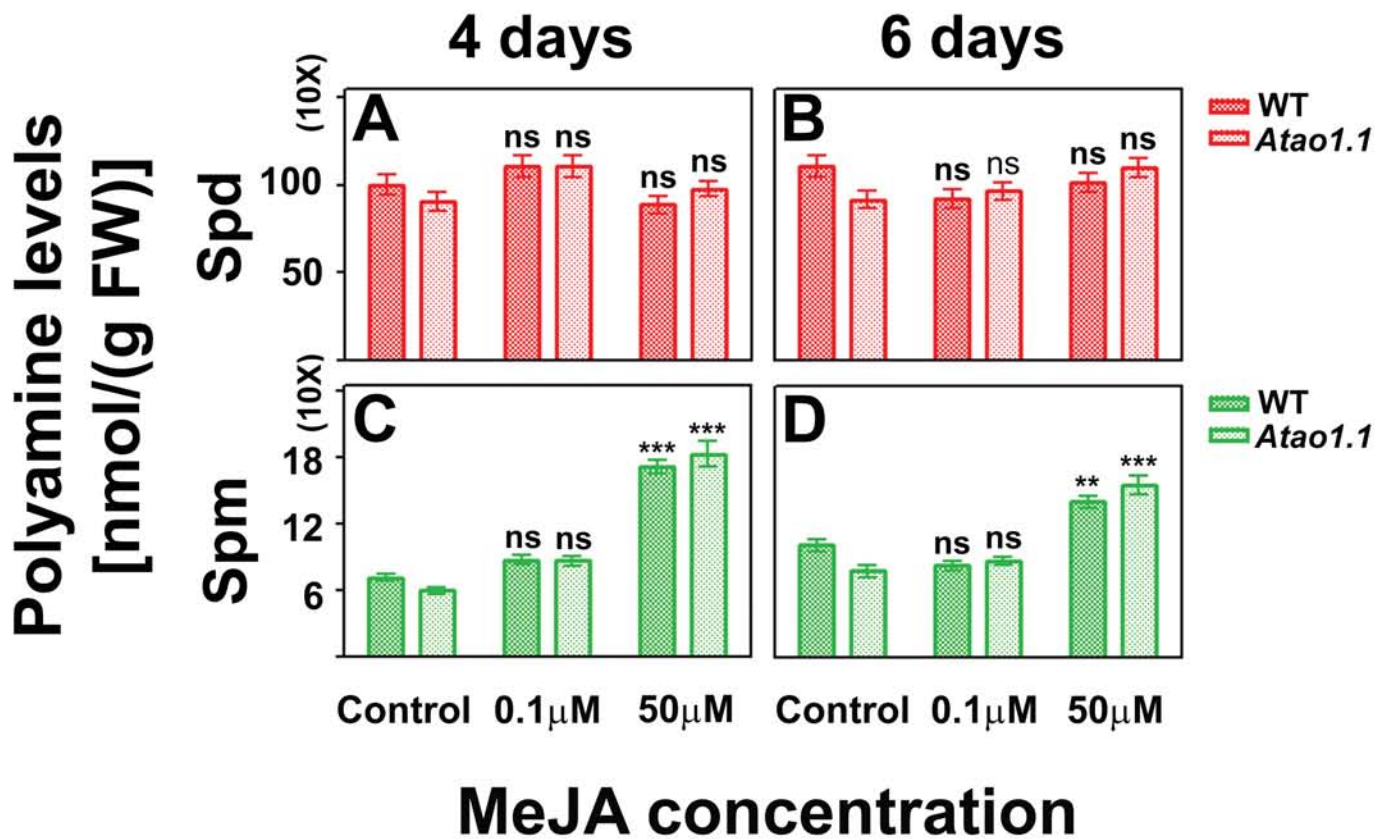 4 days
6 days
Polyamine levels
[nmol/(g FW)]
Spd
(10X)
100
50
A
ns
ns
ns
ns
B
ns
ns
ns
ns
WT
Atao1.1
Spm
(10X)
18
12
6
C
ns
ns
***
***
D
ns
ns
**
***
WT
Atao1.1
Control 0.1μM 50μM
Control 0.1μM 50μM
MeJA concentration